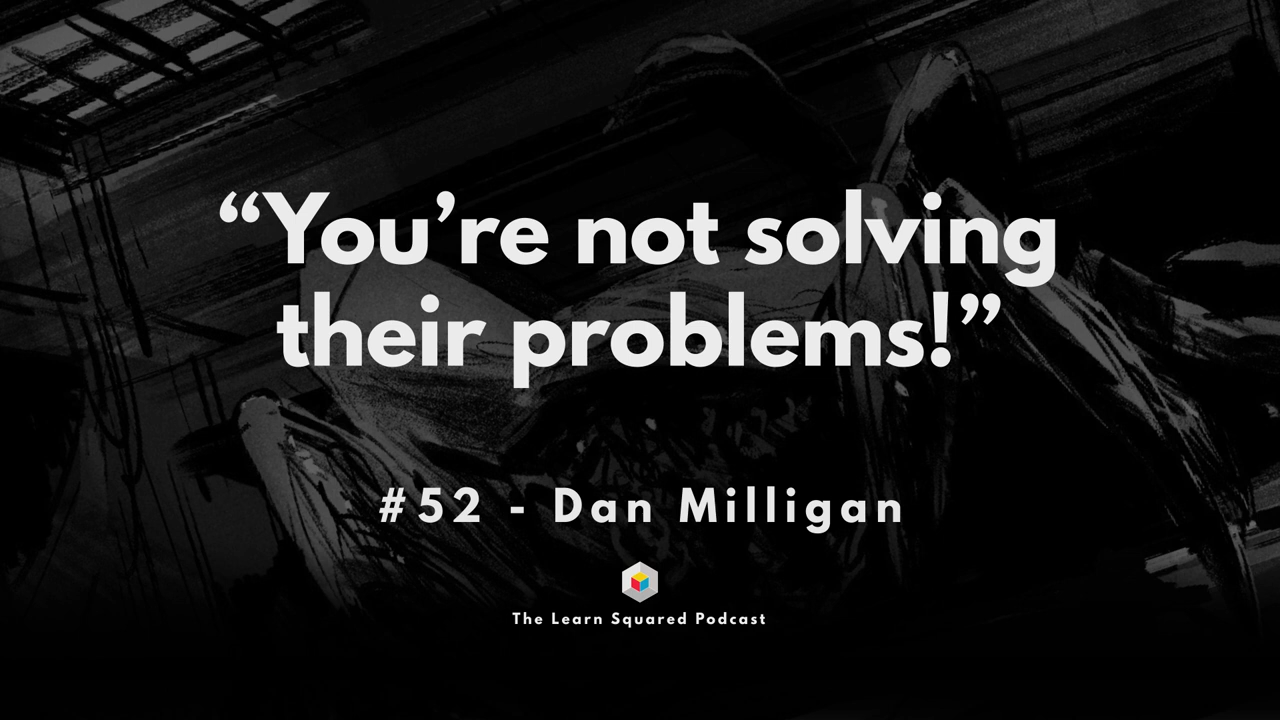 “You’re not solving
their problems!”
#52 - Dan Milligan
The Learn Squared Podcast